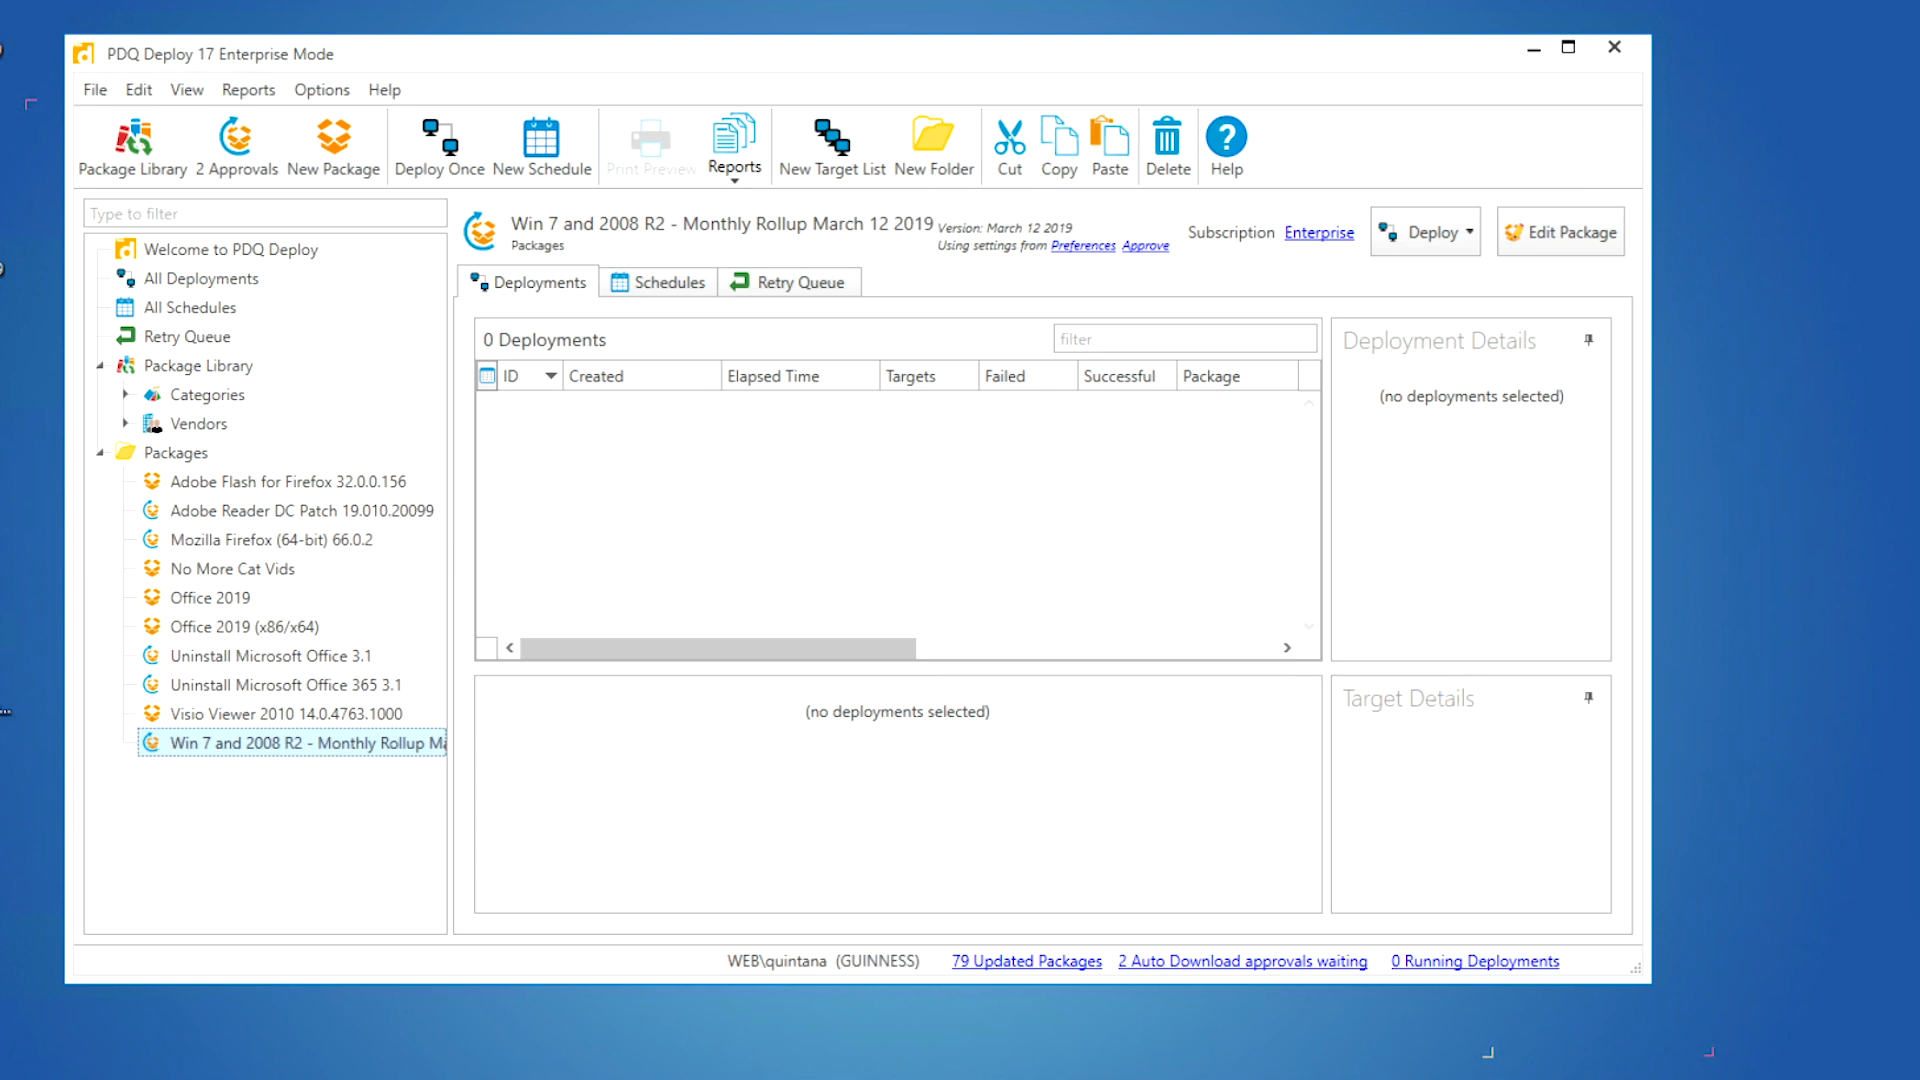 PDQ Deploy 17 Enterprise Mode
File Edit View Reports Options Help
Package Library 2 Approvals New Package Deploy Once New Schedule Print Preview Reports New Target List New Folder Cut Copy Paste Delete Help
Type to filter
Welcome to PDQ Deploy
All Deployments
All Schedules
Retry Queue
Package Library
Categories
Vendors
Packages
Adobe Flash for Firefox 32.0.0.156
Adobe Reader DC Patch 19.010.20099
Mozilla Firefox (64-bit) 66.0.2
No More Cat Vids
Office 2019
Office 2019 (x86/x64)
Uninstall Microsoft Office 3.1
Uninstall Microsoft Office 365 3.1
Visio Viewer 2010 14.0.4763.1000
Win 7 and 2008 R2 - Monthly Rollup Ma
Win 7 and 2008 R2 - Monthly Rollup March 12 2019 Version: March 12 2019
Packages Using settings from Preferences Approve
Subscription Enterprise Deploy Edit Package
Deployments Schedules Retry Queue
0 Deployments filter
ID Created Elapsed Time Targets Failed Successful Package
Deployment Details
(no deployments selected)
(no deployments selected)
Target Details
WEB\quintana (GUINNESS) 79 Updated Packages 2 Auto Download approvals waiting 0 Running Deployments